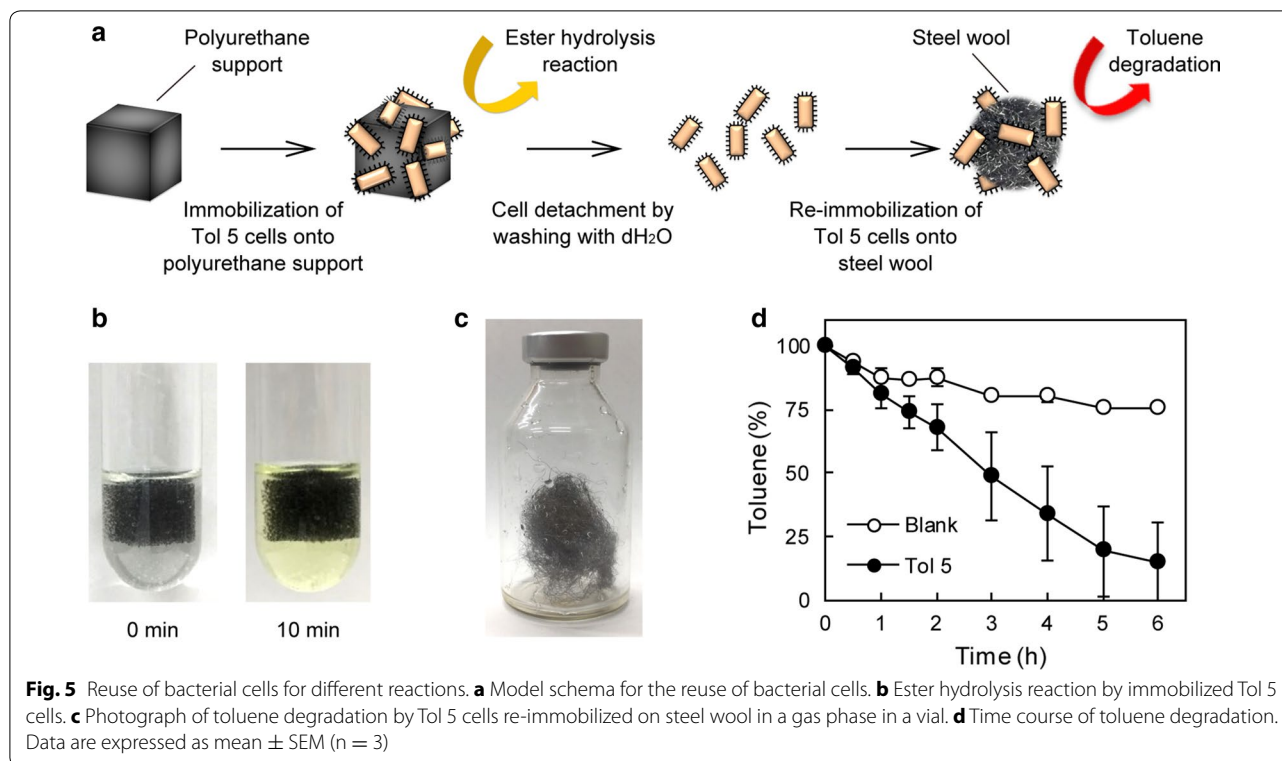 a
Polyurethane
support
Ester hydrolysis
reaction
Steel wool
Toluene
degradation
Immobilization of
Tol 5 cells onto
polyurethane support
Cell detachment by
washing with dH₂O
Re-immobilization of
Tol 5 cells onto
steel wool
b
0 min
10 min
c
d
Toluene (%)
100
75
50
25
0
Blank
Tol 5
0 1 2 3 4 5 6
Time (h)
Fig. 5 Reuse of bacterial cells for different reactions. a Model schema for the reuse of bacterial cells. b Ester hydrolysis reaction by immobilized Tol 5
cells. c Photograph of toluene degradation by Tol 5 cells re-immobilized on steel wool in a gas phase in a vial. d Time course of toluene degradation.
Data are expressed as mean ± SEM (n = 3)